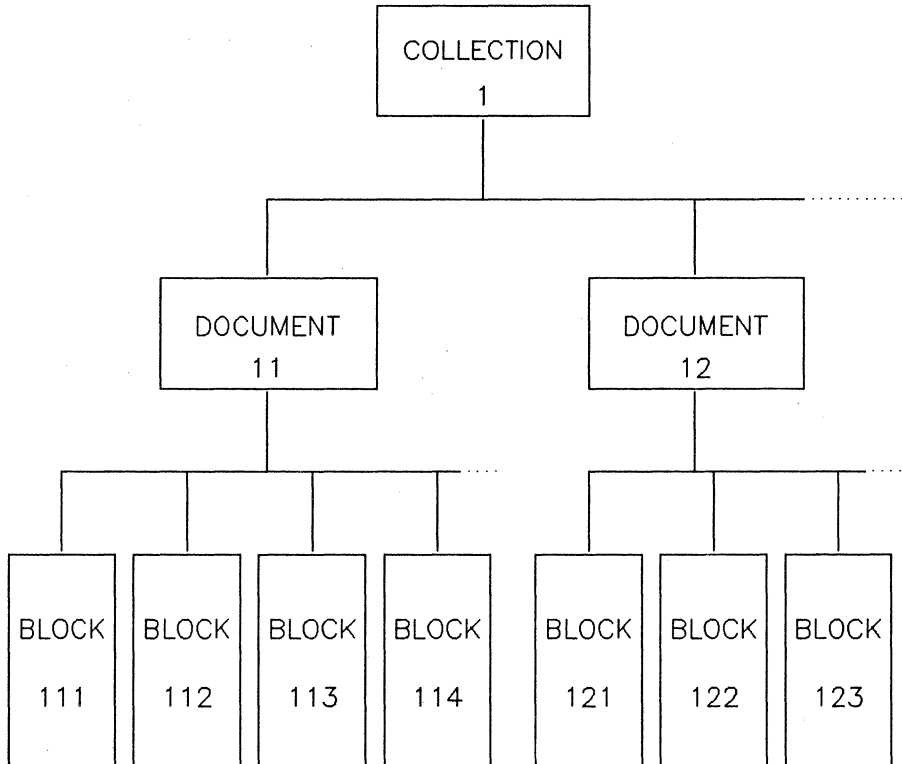 COLLECTION
1
DOCUMENT
11
DOCUMENT
12
BLOCK
111
BLOCK
112
BLOCK
113
BLOCK
114
BLOCK
121
BLOCK
122
BLOCK
123